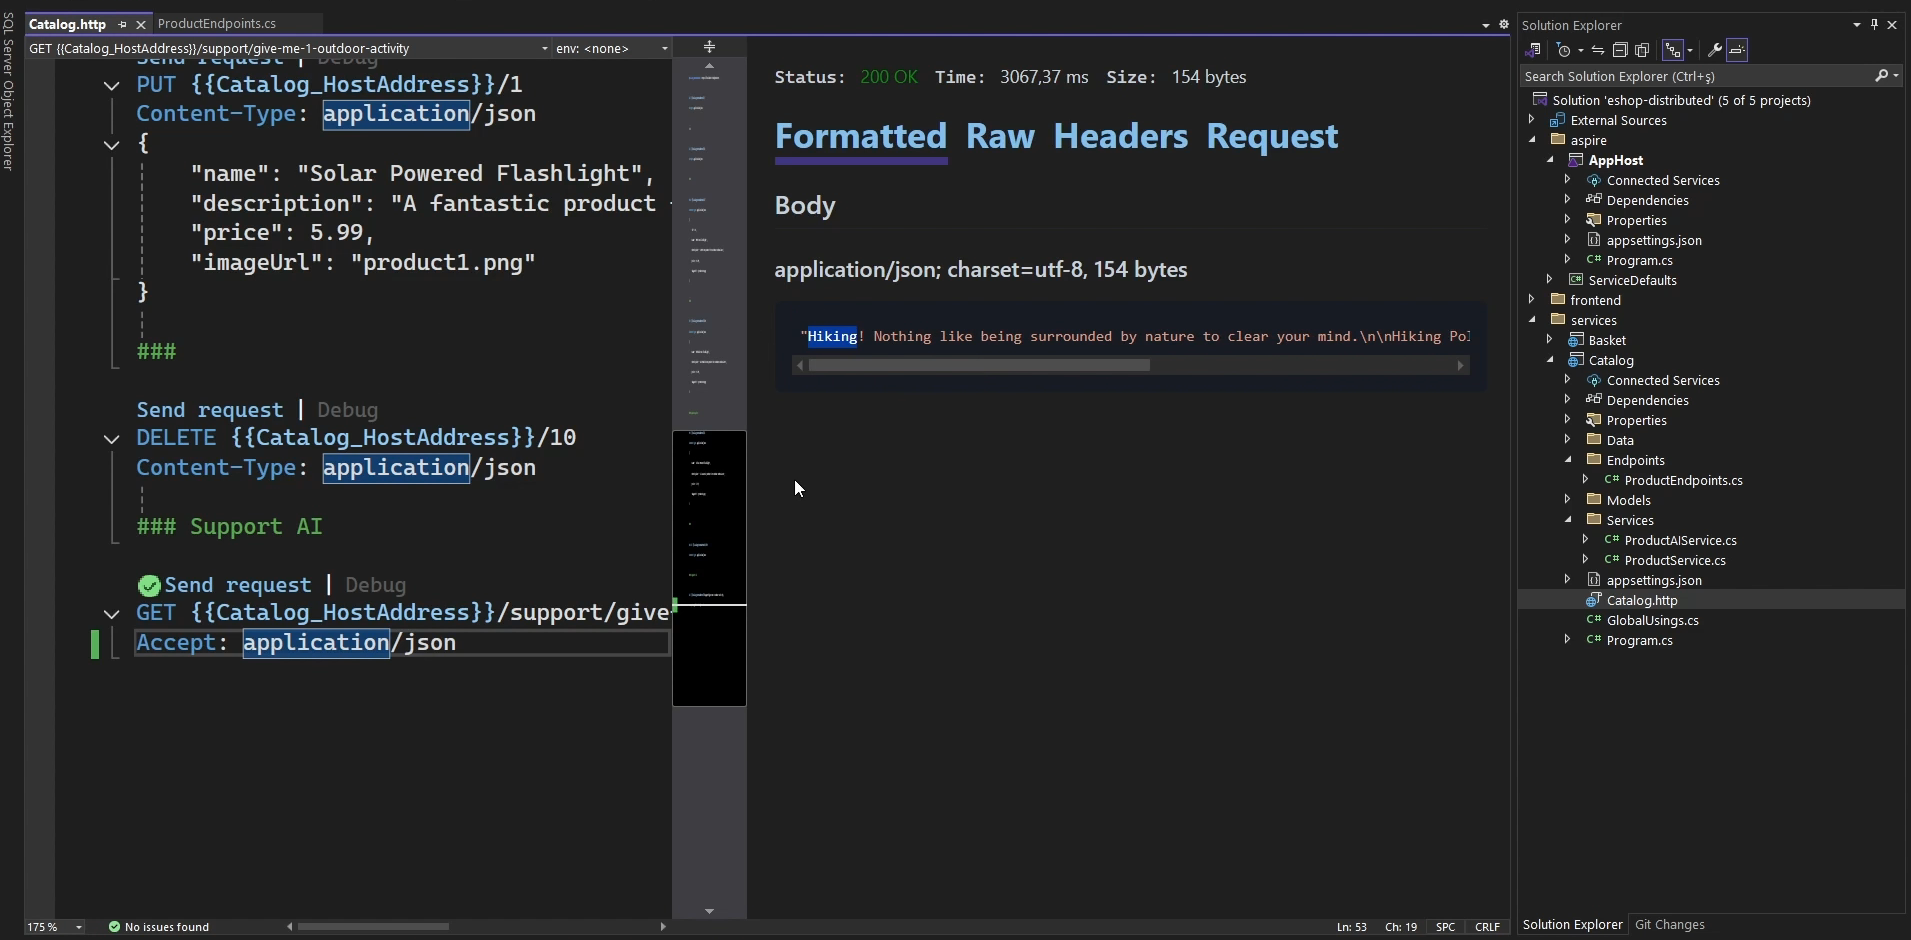 SQL Server Object Explorer
Catalog.http
ProductEndpoints.cs
GET {{Catalog_HostAddress}}/support/give-me-1-outdoor-activity
env: <none>
Send request | Debug
PUT {{Catalog_HostAddress}}/1
Content-Type: application/json
{
"name": "Solar Powered Flashlight",
"description": "A fantastic product
"price": 5.99,
"imageUrl": "product1.png"
}
###
Send request | Debug
DELETE {{Catalog_HostAddress}}/10
Content-Type: application/json
### Support AI
Send request | Debug
GET {{Catalog_HostAddress}}/support/give
Accept: application/json
175 %
No issues found
Status: 200 OK Time: 3067,37 ms Size: 154 bytes
Formatted Raw Headers Request
Body
application/json; charset=utf-8, 154 bytes
"Hiking! Nothing like being surrounded by nature to clear your mind.\n\nHiking Pol
Ln: 53 Ch: 19 SPC CRLF
Solution Explorer
Search Solution Explorer (Ctrl+ş)
Solution 'eshop-distributed' (5 of 5 projects)
External Sources
aspire
AppHost
Connected Services
Dependencies
Properties
appsettings.json
C# Program.cs
C# ServiceDefaults
frontend
services
Basket
Catalog
Connected Services
Dependencies
Properties
Data
Endpoints
C# ProductEndpoints.cs
Models
Services
C# ProductAIService.cs
C# ProductService.cs
appsettings.json
Catalog.http
C# GlobalUsings.cs
C# Program.cs
Solution Explorer Git Changes